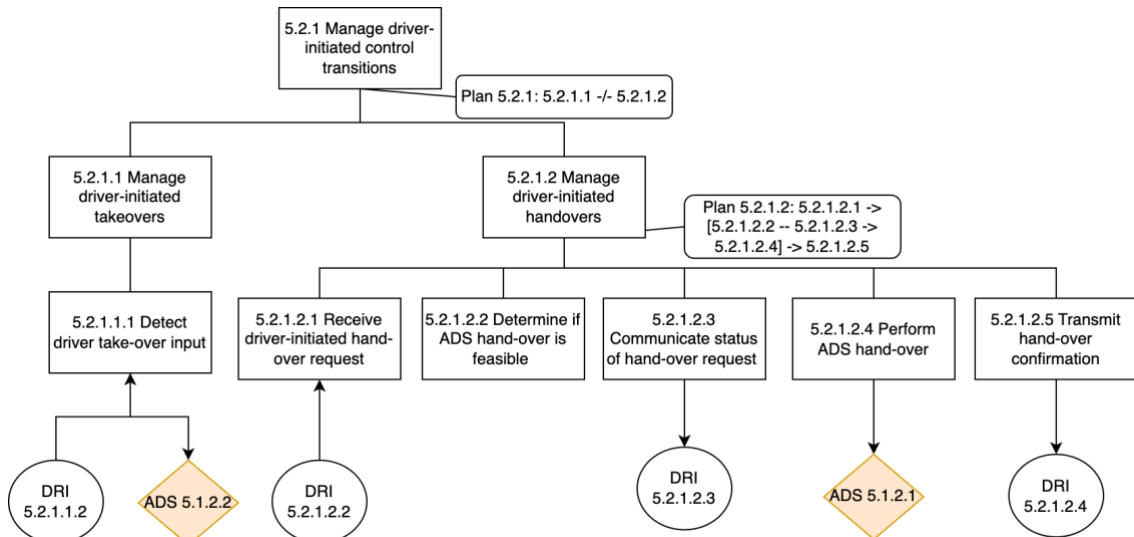 5.2.1 Manage driver-
initiated control
transitions
Plan 5.2.1: 5.2.1.1 -/- 5.2.1.2
5.2.1.1 Manage
driver-initiated
takeovers
5.2.1.2 Manage
driver-initiated
handovers
Plan 5.2.1.2: 5.2.1.2.1 ->
[5.2.1.2.2 -- 5.2.1.2.3 ->
5.2.1.2.4] -> 5.2.1.2.5
5.2.1.1.1 Detect
driver take-over input
5.2.1.2.1 Receive
driver-initiated hand-
over request
5.2.1.2.2 Determine if
ADS hand-over is
feasible
5.2.1.2.3
Communicate status
of hand-over request
5.2.1.2.4 Perform
ADS hand-over
5.2.1.2.5 Transmit
hand-over
confirmation
DRI
5.2.1.1.2
ADS 5.1.2.2
DRI
5.2.1.2.2
DRI
5.2.1.2.3
ADS 5.1.2.1
DRI
5.2.1.2.4